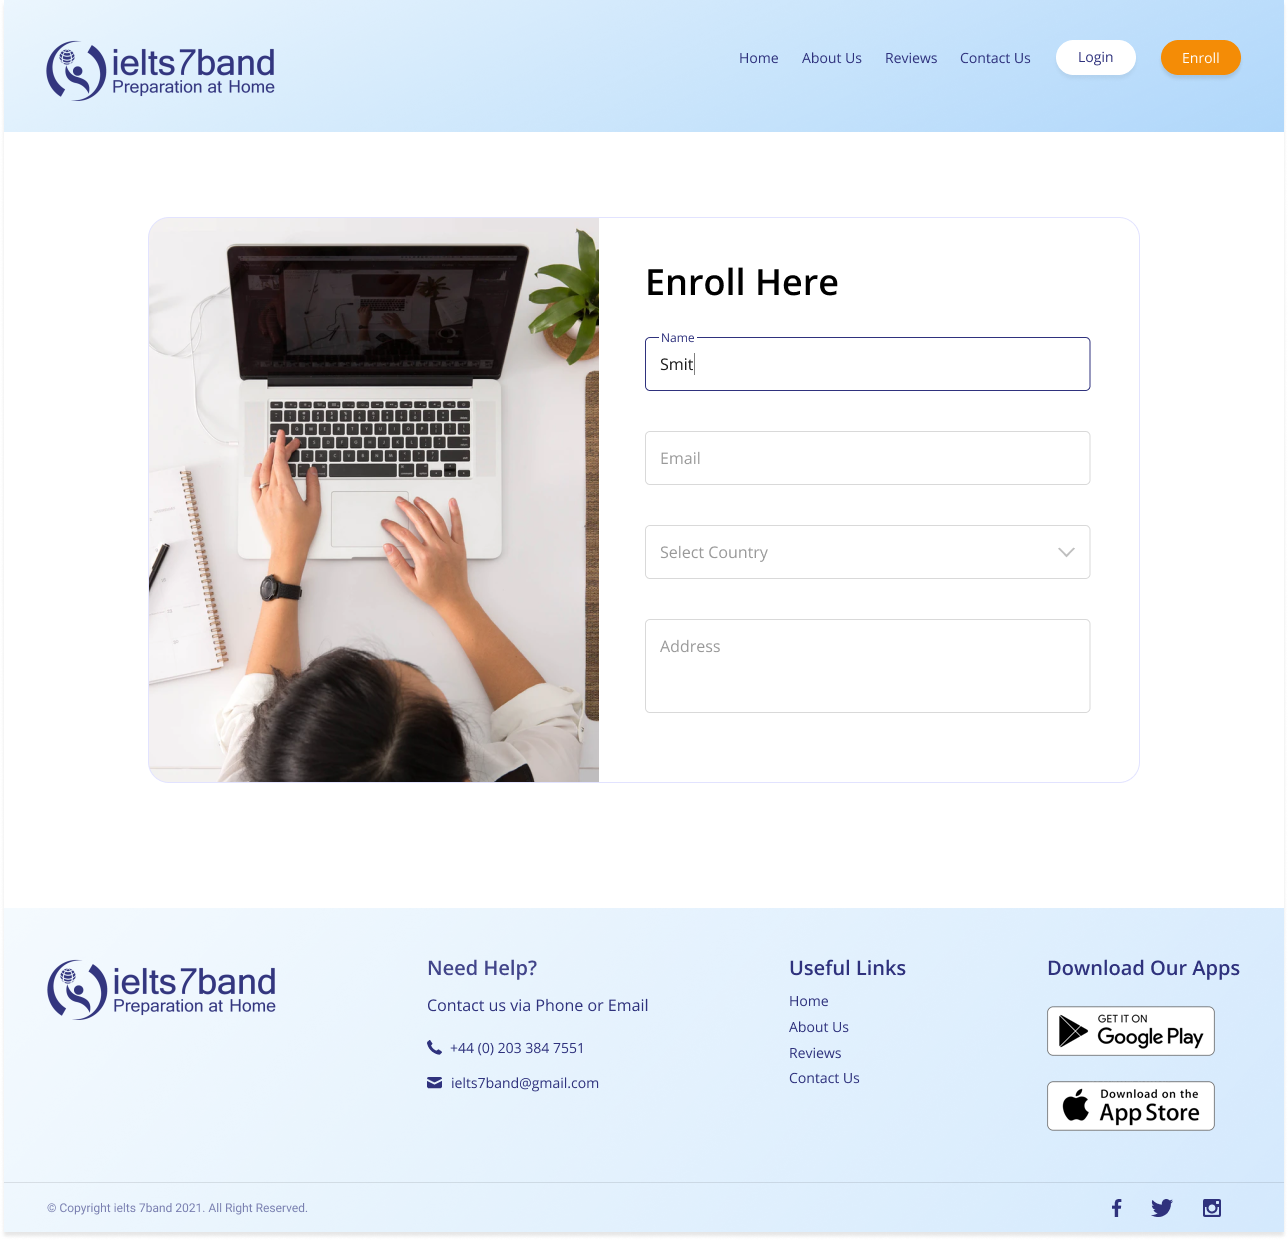 ielts7band
Preparation at Home
Home About Us Reviews Contact Us Login Enroll
Enroll Here
Name
Smit
Email
Select Country
Address
ielts7band
Preparation at Home
Need Help?
Contact us via Phone or Email
+44 (0) 203 384 7551
ielts7band@gmail.com
Useful Links
Home
About Us
Reviews
Contact Us
Download Our Apps
GET IT ON
Google Play
Download on the
App Store
© Copyright ielts 7band 2021. All Right Reserved.